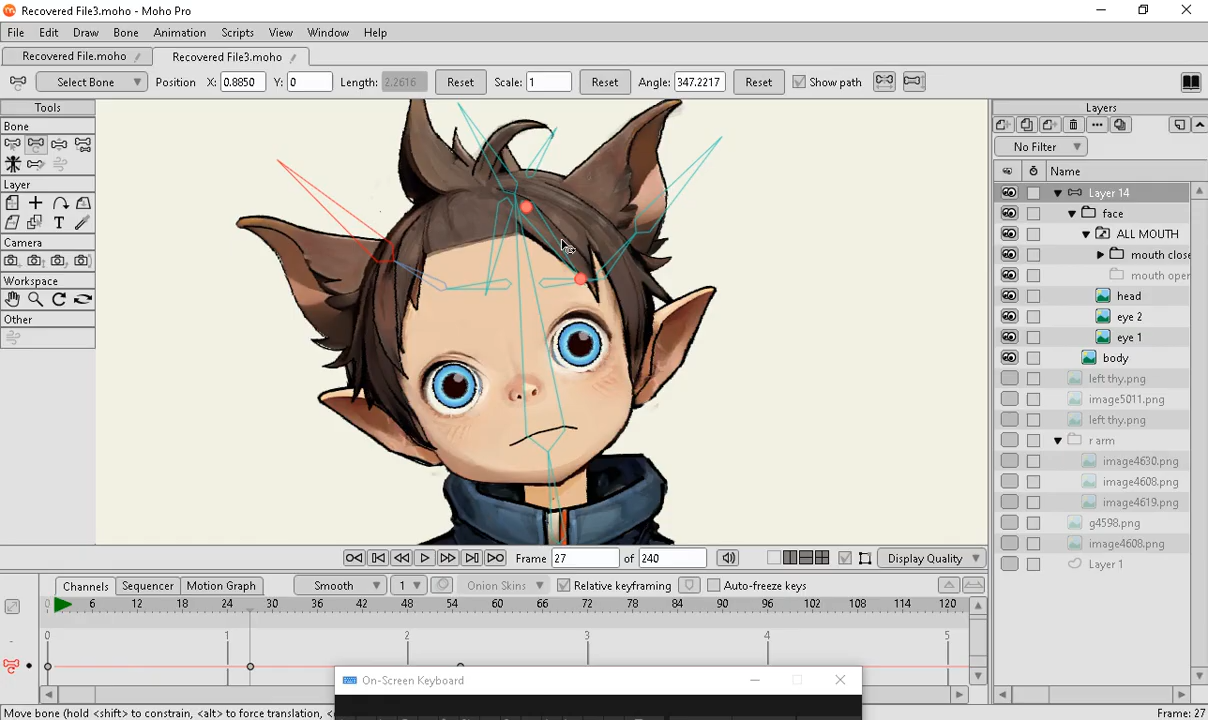 Recovered File3.moho - Moho Pro
File Edit Draw Bone Animation Scripts View Window Help
Recovered File.moho Recovered File3.moho
Select Bone Position X: 0.8850 Y: 0 Length: 2.2616 Reset Scale: 1 Reset Angle: 347.2217 Reset Show path
Tools
Bone
Layer
Camera
Workspace
Other
Layers
No Filter
Name
Layer 14
face
ALL MOUTH
mouth close
mouth open
head
eye 2
eye 1
body
left thy.png
image5011.png
left thy.png
r arm
image4630.png
image4608.png
image4619.png
g4598.png
image4608.png
Layer 1
Frame 27 of 240 Display Quality
Channels Sequencer Motion Graph Smooth 1 Onion Skins Relative keyframing Auto-freeze keys
0 6 12 18 24 30 36 42 48 54 60 66 72 78 84 90 96 102 108 114 120
0 1 2 3 4 5
On-Screen Keyboard
Move bone (hold <shift> to constrain, <alt> to force translation, < Frame: 27